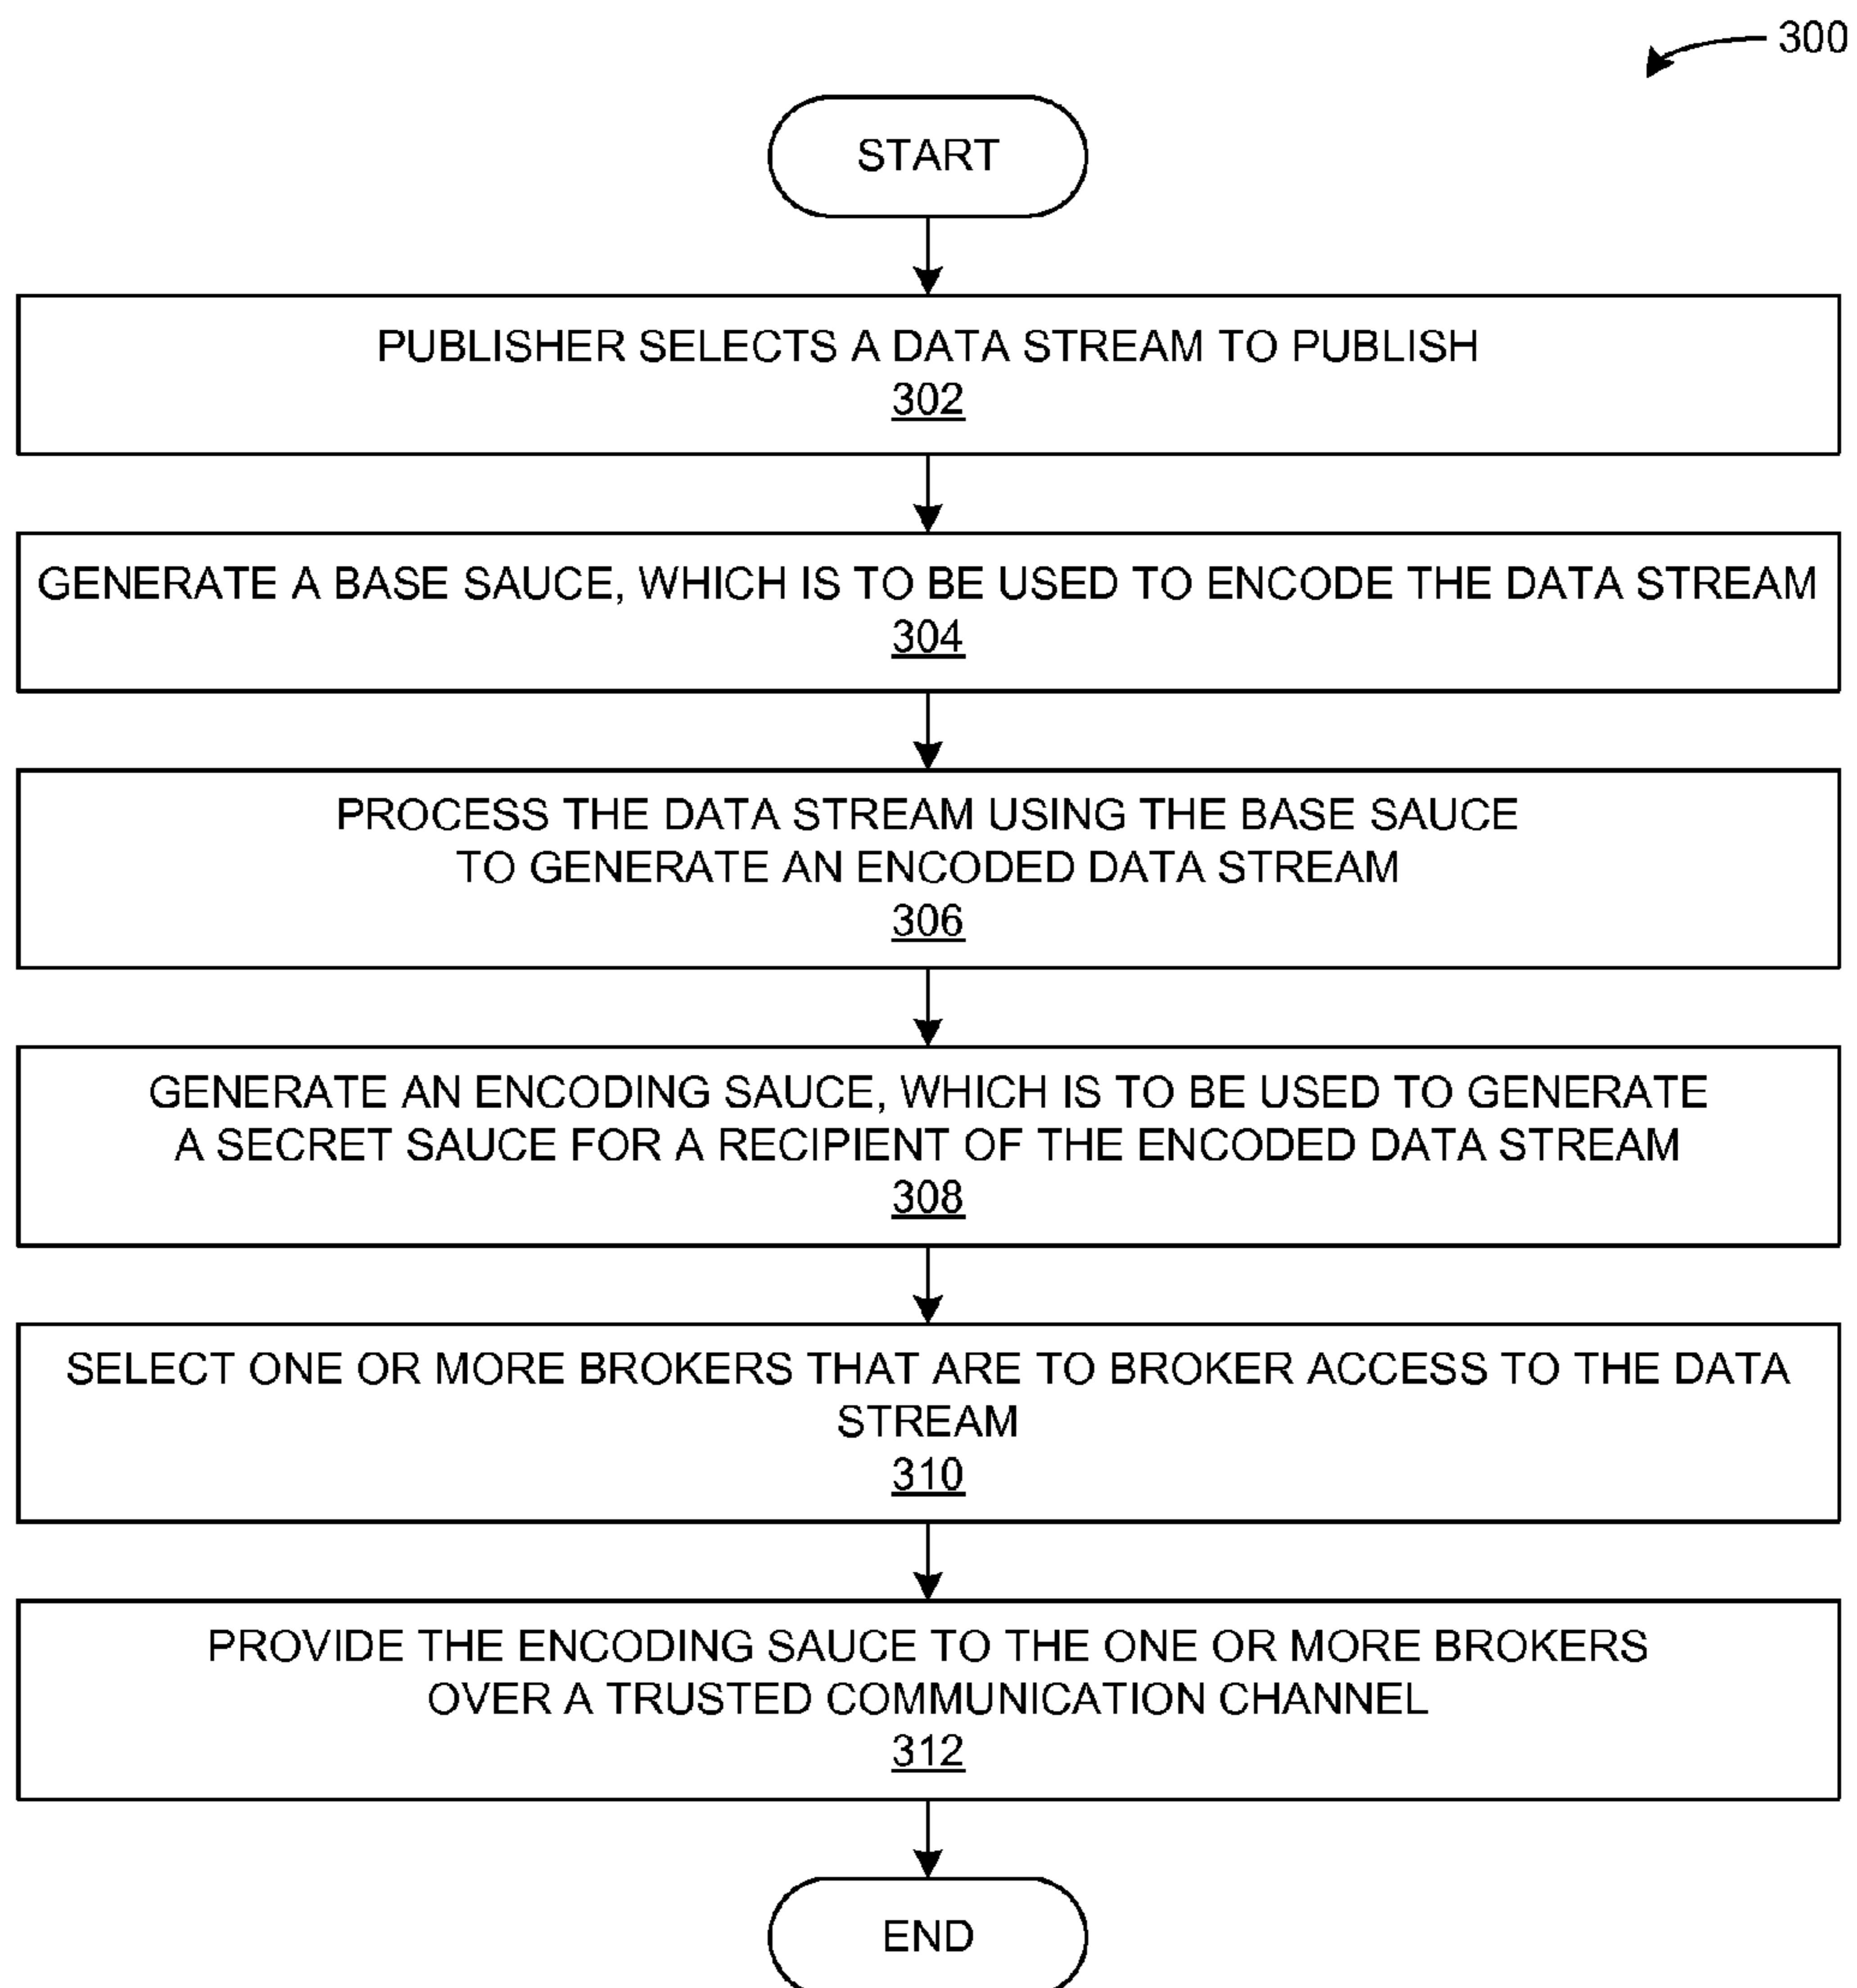 300
START
PUBLISHER SELECTS A DATA STREAM TO PUBLISH
302
GENERATE A BASE SAUCE, WHICH IS TO BE USED TO ENCODE THE DATA STREAM
304
PROCESS THE DATA STREAM USING THE BASE SAUCE
TO GENERATE AN ENCODED DATA STREAM
306
GENERATE AN ENCODING SAUCE, WHICH IS TO BE USED TO GENERATE
A SECRET SAUCE FOR A RECIPIENT OF THE ENCODED DATA STREAM
308
SELECT ONE OR MORE BROKERS THAT ARE TO BROKER ACCESS TO THE DATA
STREAM
310
PROVIDE THE ENCODING SAUCE TO THE ONE OR MORE BROKERS
OVER A TRUSTED COMMUNICATION CHANNEL
312
END